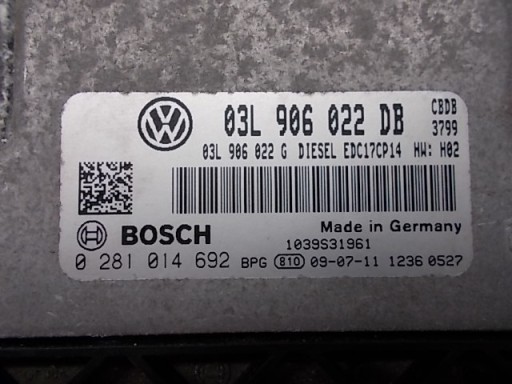 03L 906 022 DB CBDB
3799
03L 906 022 G DIESEL EDC17CP14 HW: H02
BOSCH Made in Germany
1039S31961
0 281 014 692 BPG 810 09-07-11 1236 0527